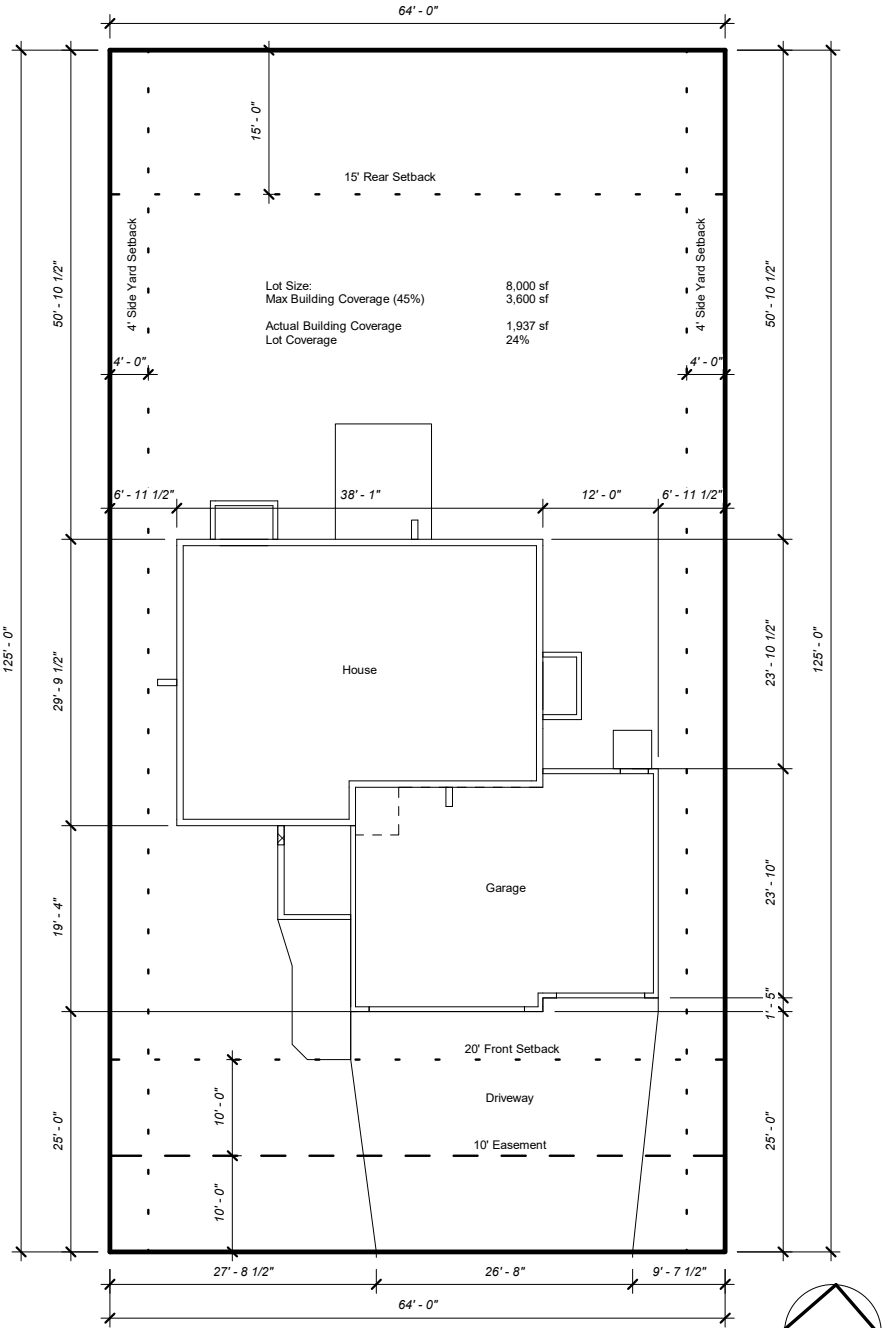 64' - 0"
15' - 0"
15' Rear Setback
4' Side Yard Setback
4' Side Yard Setback
50' - 10 1/2"
50' - 10 1/2"
Lot Size: 8,000 sf
Max Building Coverage (45%) 3,600 sf
Actual Building Coverage 1,937 sf
Lot Coverage 24%
4' - 0"
4' - 0"
6' - 11 1/2"
38' - 1"
12' - 0"
6' - 11 1/2"
125' - 0"
29' - 9 1/2"
House
23' - 10 1/2"
125' - 0"
19' - 4"
Garage
23' - 10"
1' - 5"
20' Front Setback
25' - 0"
10' - 0"
Driveway
25' - 0"
10' Easement
10' - 0"
27' - 8 1/2"
26' - 8"
9' - 7 1/2"
64' - 0"